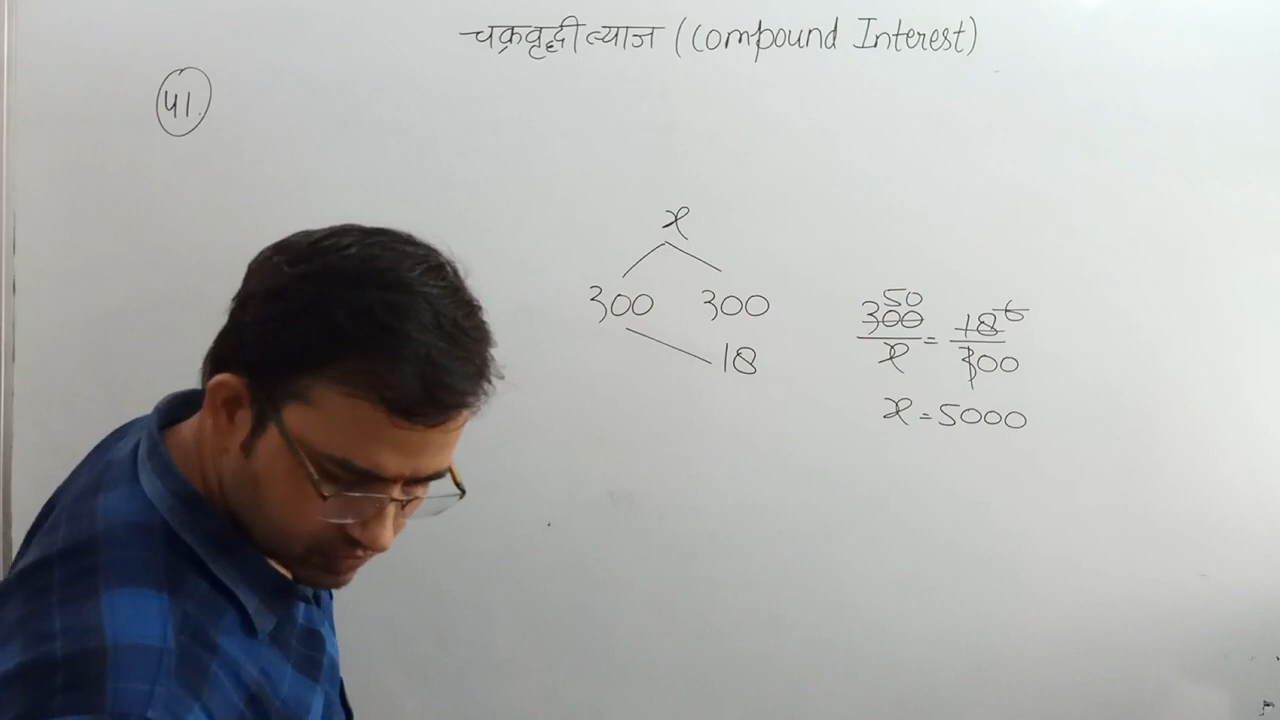 चक्रवृद्धी व्याज (Compound Interest)
41.
x
300 300
18
50
300/x = 18 6/300
x = 5000